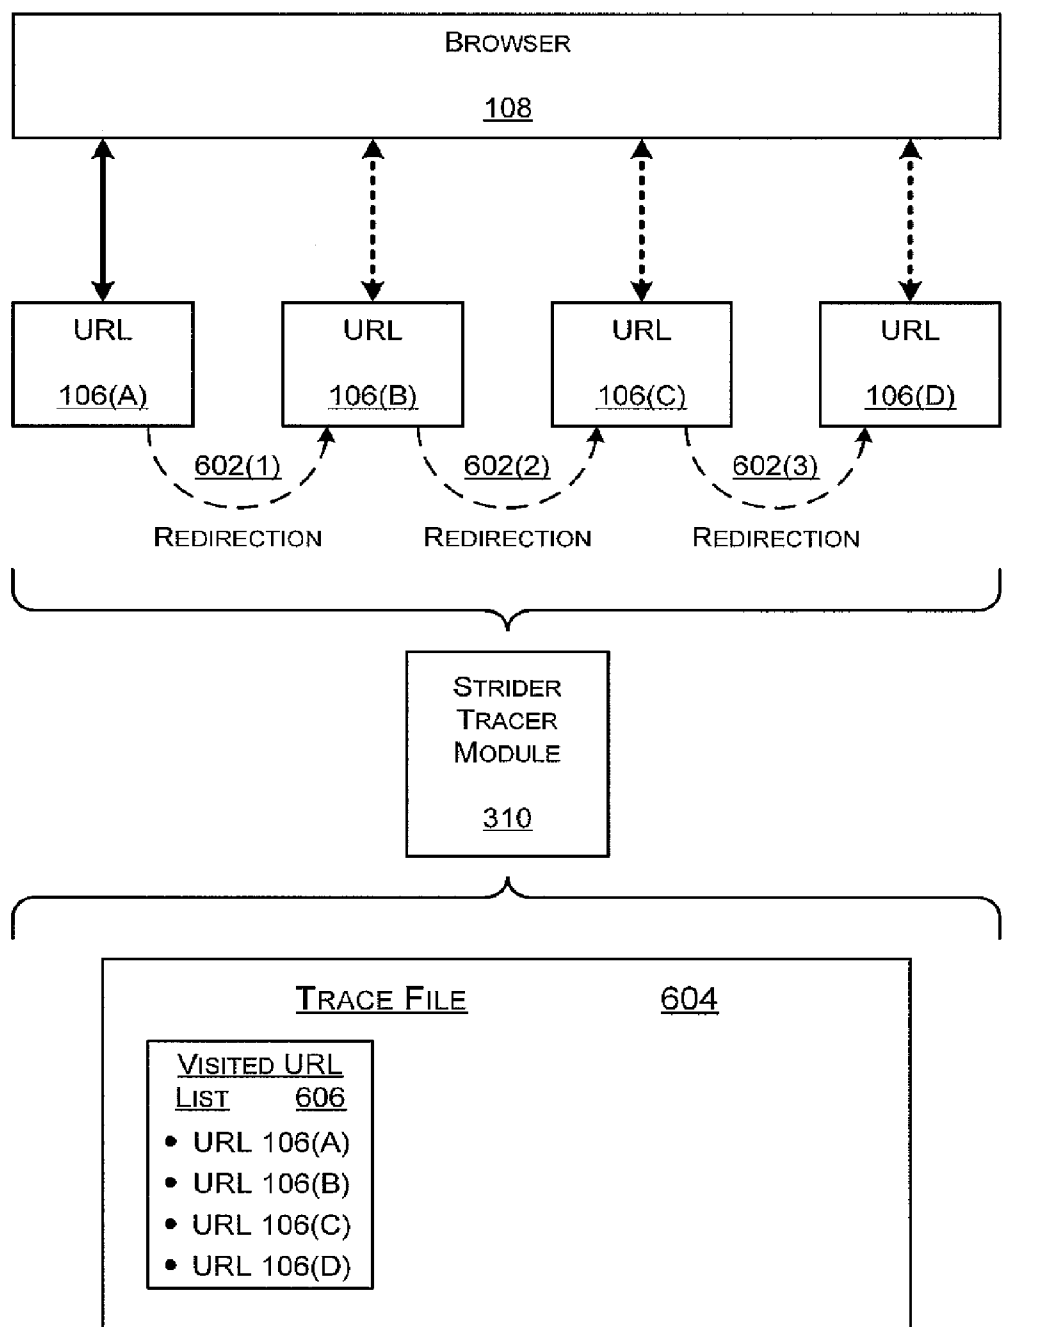 BROWSER
108
URL URL URL URL
106(A) 106(B) 106(C) 106(D)
602(1) 602(2) 602(3)
REDIRECTION REDIRECTION REDIRECTION
STRIDER
TRACER
MODULE
310
TRACE FILE 604
VISITED URL
LIST 606
• URL 106(A)
• URL 106(B)
• URL 106(C)
• URL 106(D)